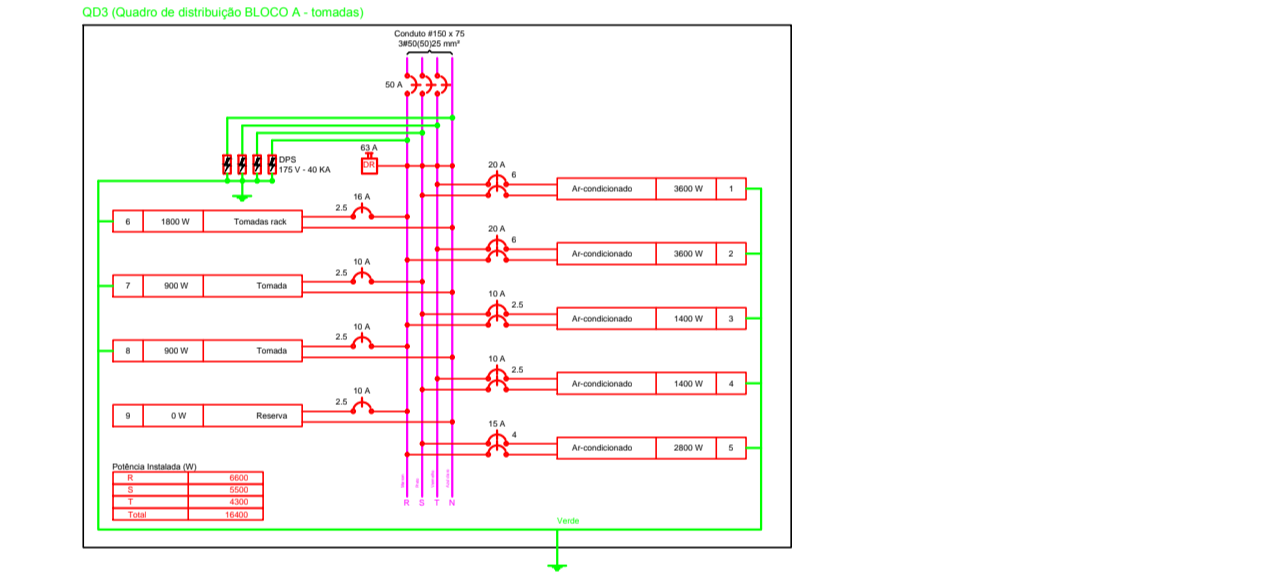 QD3 (Quadro de distribuição BLOCO A - tomadas)
Conduto #150 x 75
3#50(50)25 mm²
50 A
DPS
175 V - 40 KA
63 A
DR
16 A
2.5
6 1800 W Tomadas rack
10 A
2.5
7 900 W Tomada
10 A
2.5
8 900 W Tomada
10 A
2.5
9 0 W Reserva
20 A
6
Ar-condicionado 3600 W 1
20 A
6
Ar-condicionado 3600 W 2
10 A
2.5
Ar-condicionado 1400 W 3
10 A
2.5
Ar-condicionado 1400 W 4
15 A
4
Ar-condicionado 2800 W 5
Potência Instalada (W)
R 6600
S 5500
T 4300
Total 16400
R S T N
Verde